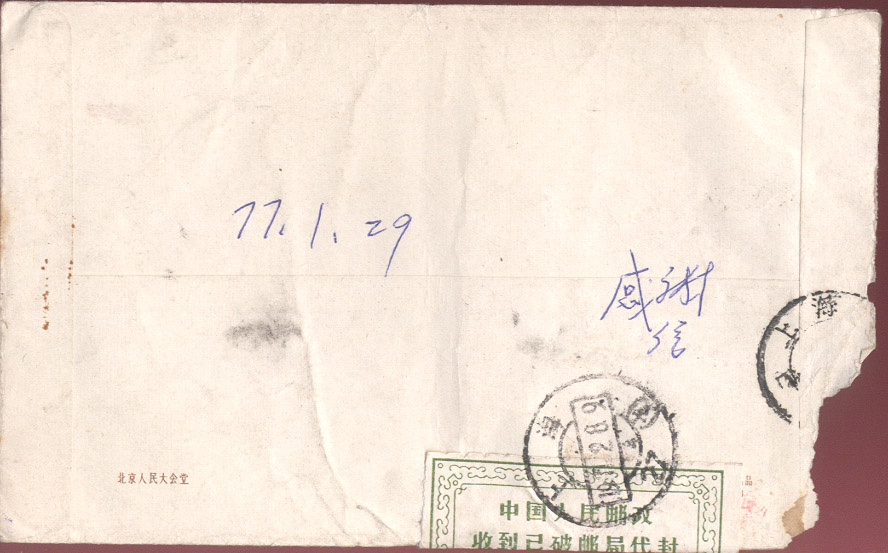 77.1.29
感谢
信
上海
北京人民大会堂
中国人民邮政
收到已破邮局代封